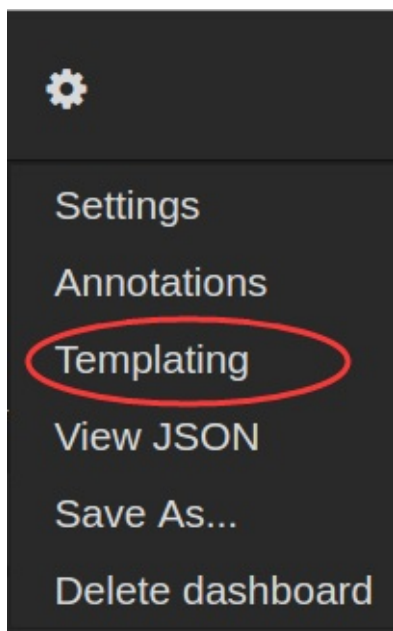 Settings
Annotations
Templating
View JSON
Save As...
Delete dashboard